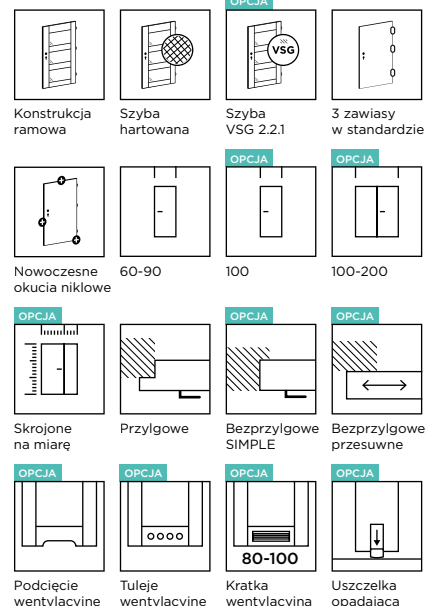 OPCJA
VSG
Konstrukcja
ramowa
Szyba
hartowana
Szyba
VSG 2.2.1
3 zawiasy
w standardzie
OPCJA
OPCJA
Nowoczesne
okucia niklowe
60-90
100
100-200
OPCJA
OPCJA
OPCJA
Skrojone
na miarę
Przylgowe
Bezprzylgowe
SIMPLE
Bezprzylgowe
przesuwne
OPCJA
OPCJA
OPCJA
OPCJA
80-100
Podcięcie
wentylacyjne
Tuleje
wentylacyjne
Kratka
wentylacyjna
Uszczelka
opadająca